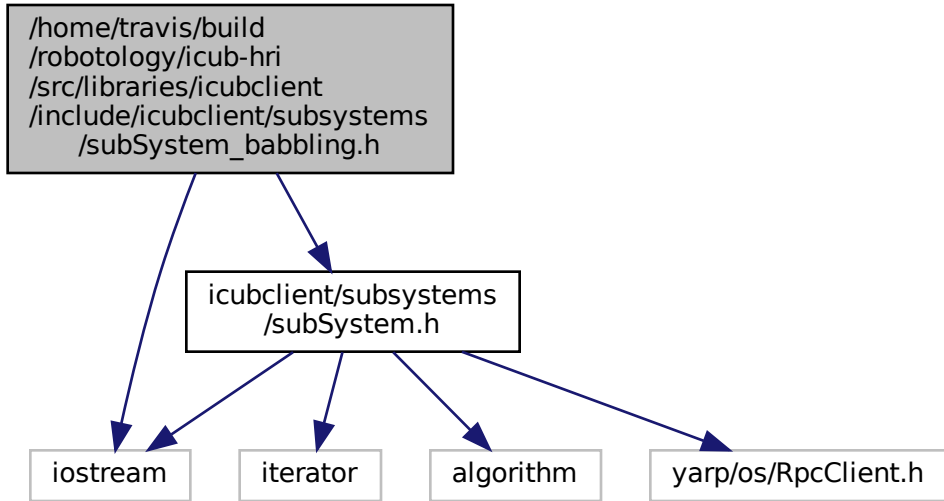 /home/travis/build
/robotology/icub-hri
/src/libraries/icubclient
/include/icubclient/subsystems
/subSystem_babbling.h
icubclient/subsystems
/subSystem.h
iostream
iterator
algorithm
yarp/os/RpcClient.h